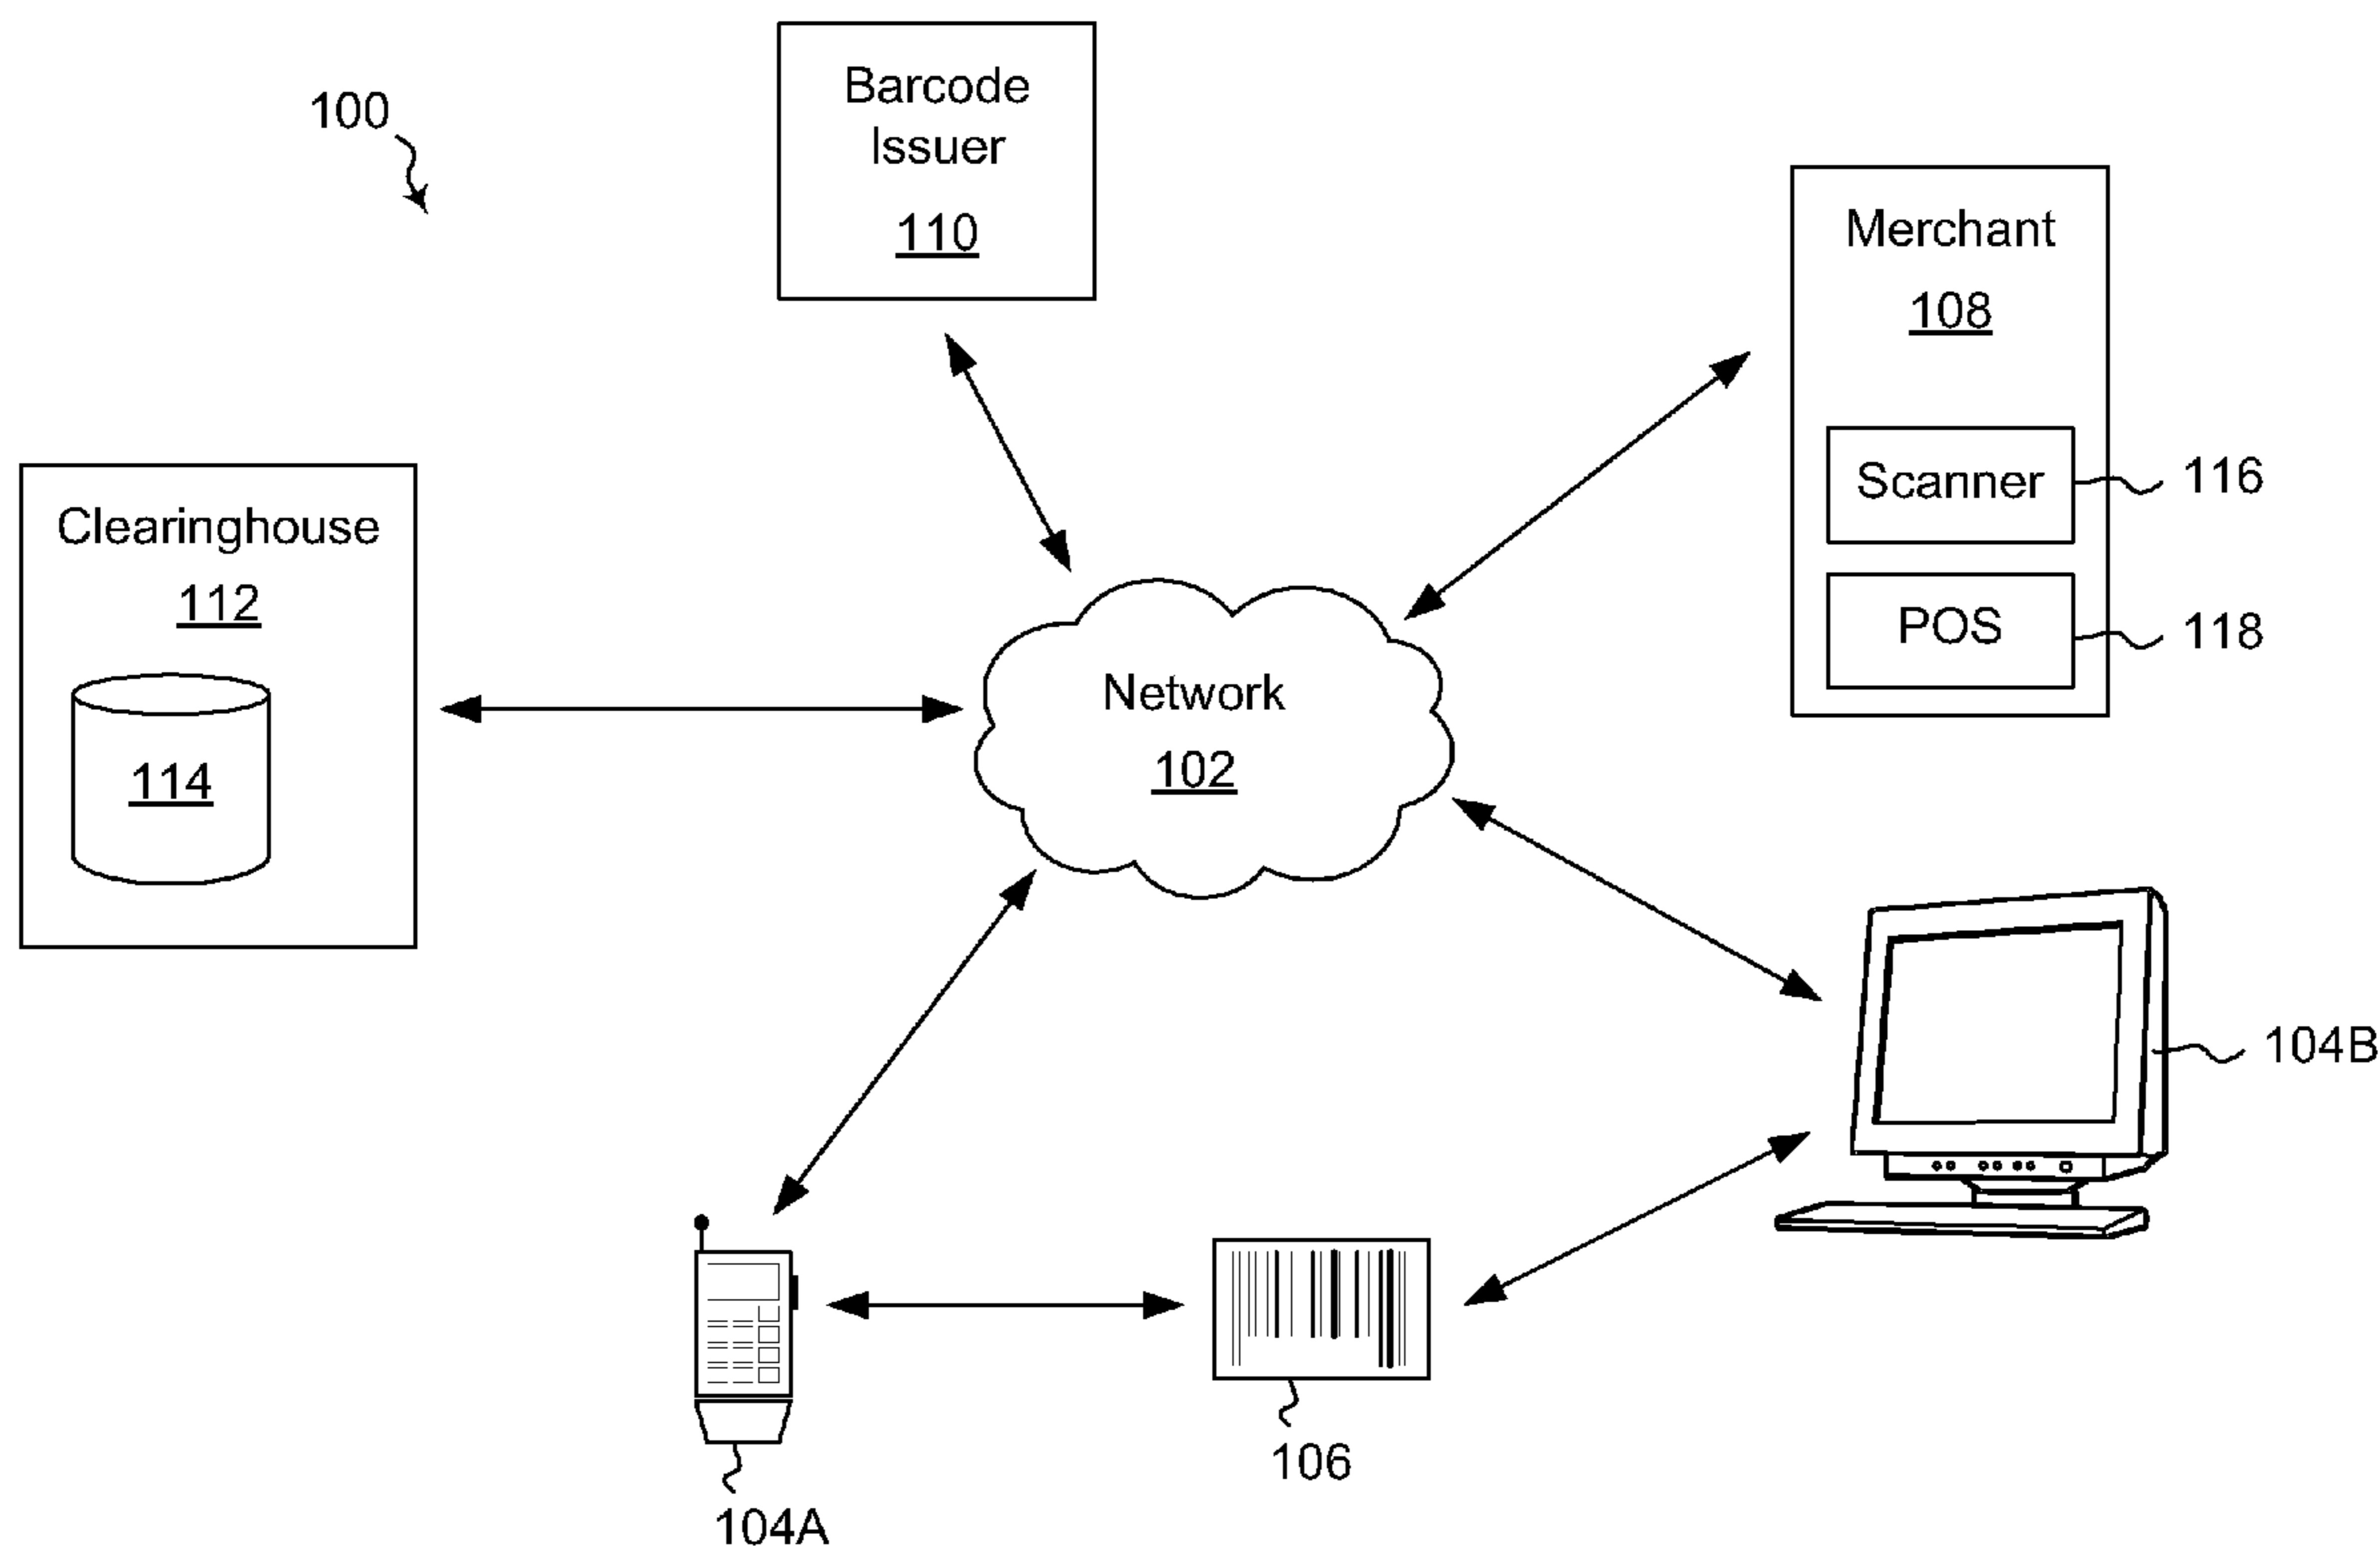 100
Barcode
Issuer
110
Merchant
108
Scanner
116
POS
118
Clearinghouse
112
114
Network
102
104B
106
104A